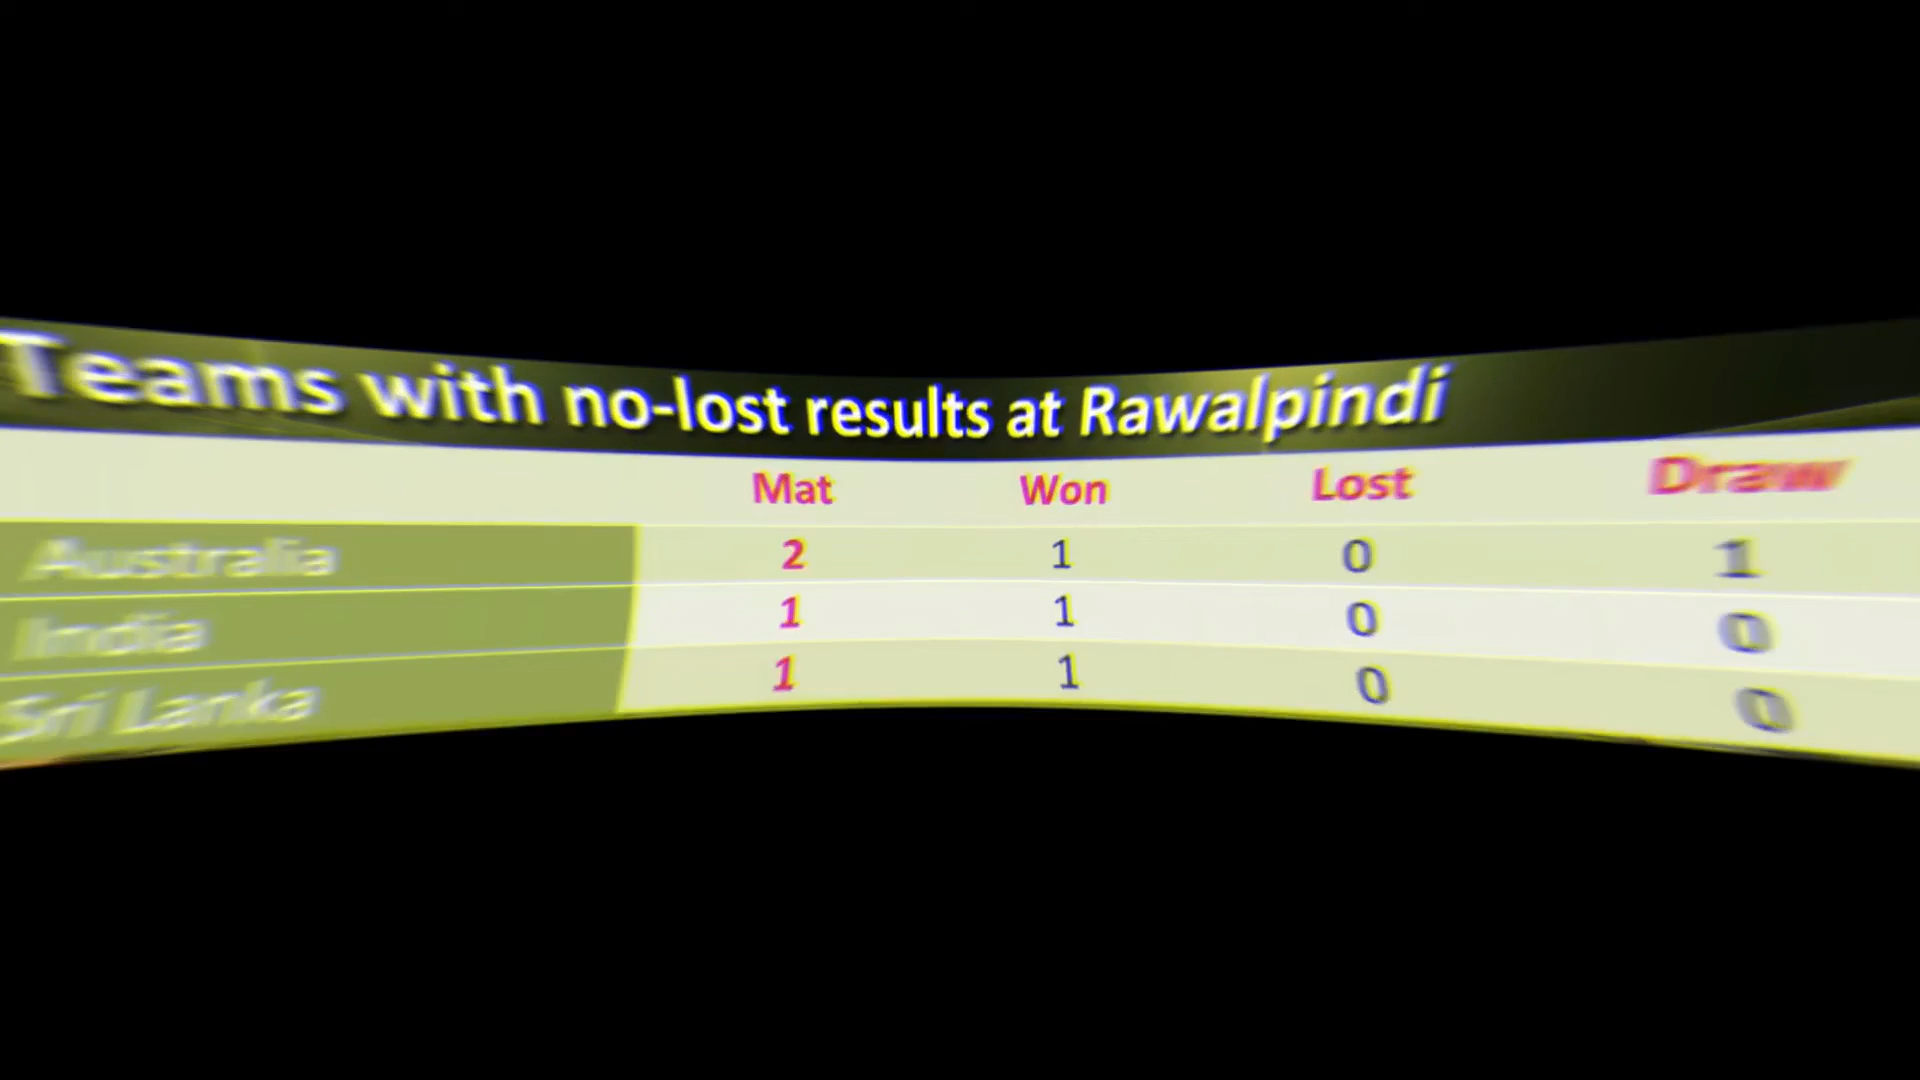 Teams with no-lost results at Rawalpindi
Mat Won Lost Draw
Australia 2 1 0 1
India 1 1 0 0
Sri Lanka 1 1 0 0